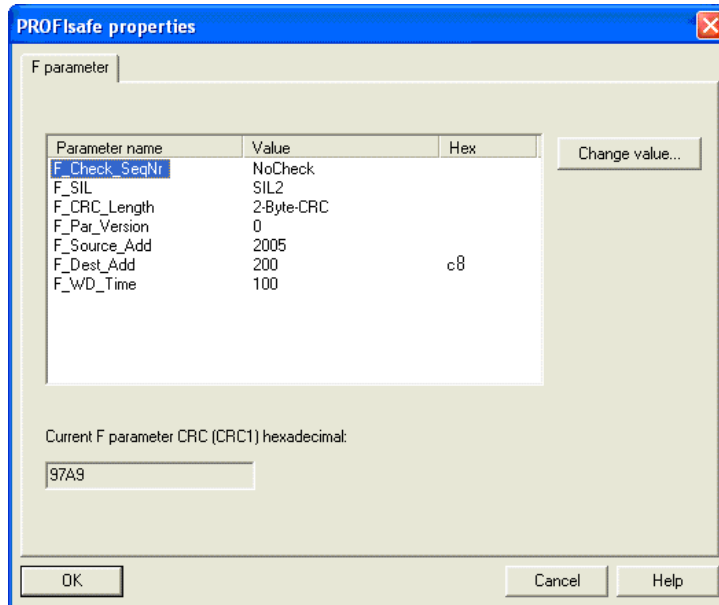 PROFIsafe properties
F parameter
Parameter name Value Hex
Change value...
F_Check_SeqNr NoCheck
F_SIL SIL2
F_CRC_Length 2-Byte-CRC
F_Par_Version 0
F_Source_Add 2005
F_Dest_Add 200 c8
F_WD_Time 100
Current F parameter CRC (CRC1) hexadecimal:
97A9
OK Cancel Help